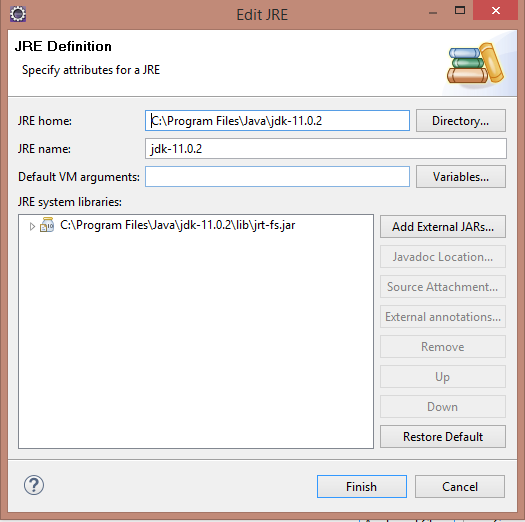 Edit JRE
JRE Definition
Specify attributes for a JRE
JRE home: C:\Program Files\Java\jdk-11.0.2 Directory...
JRE name: jdk-11.0.2
Default VM arguments: Variables...
JRE system libraries:
C:\Program Files\Java\jdk-11.0.2\lib\jrt-fs.jar
Add External JARs...
Javadoc Location...
Source Attachment...
External annotations...
Remove
Up
Down
Restore Default
? Finish Cancel